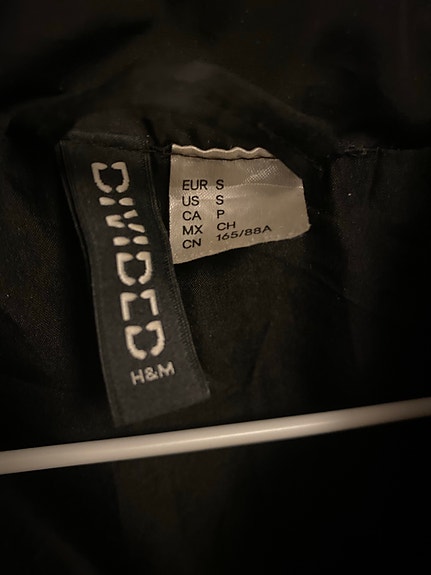 DIVIDED
H&M
EUR S
US S
CA P
MX CH
CN 165/88A